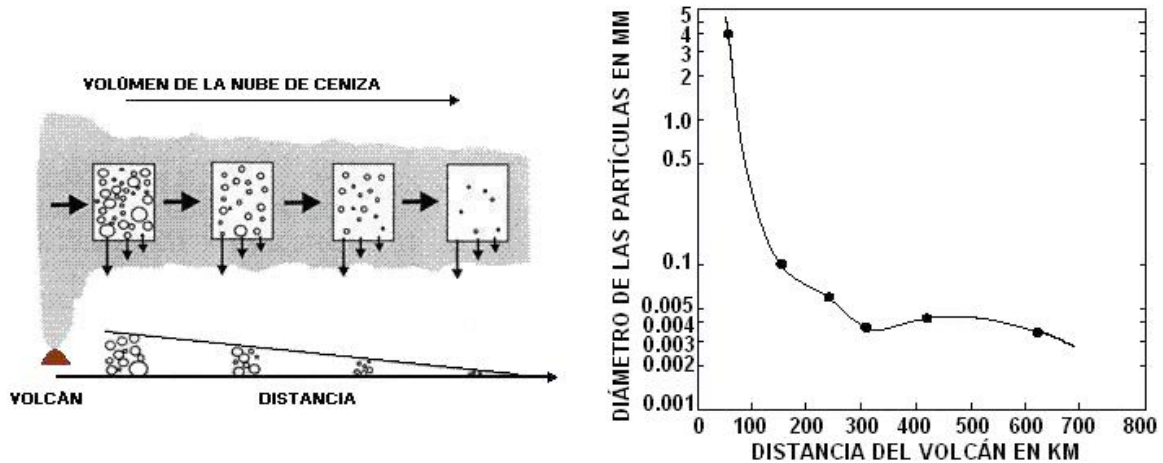 VOLÚMEN DE LA NUBE DE CENIZA
VOLCÁN
DISTANCIA
DIÁMETRO DE LAS PARTÍCULAS EN MM
5
4
3
2
1.0
0.5
0.1
0.005
0.004
0.003
0.002
0.001
0 100 200 300 400 500 600 700 800
DISTANCIA DEL VOLCÁN EN KM